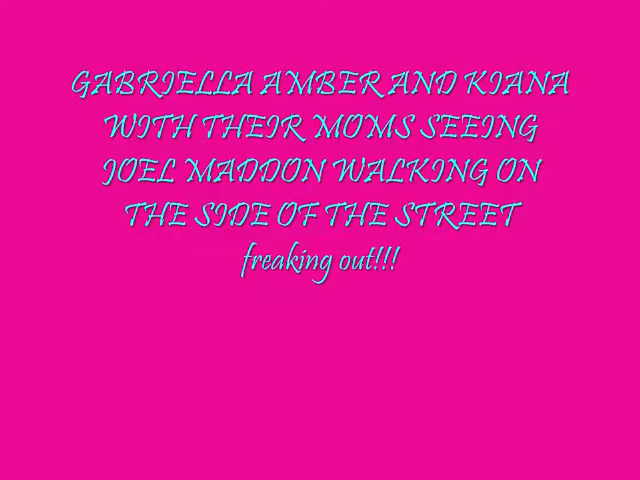 GABRIELLA AMBER AND KIANA
WITH THEIR MOMS SEEING
JOEL MADDON WALKING ON
THE SIDE OF THE STREET
freaking out!!!